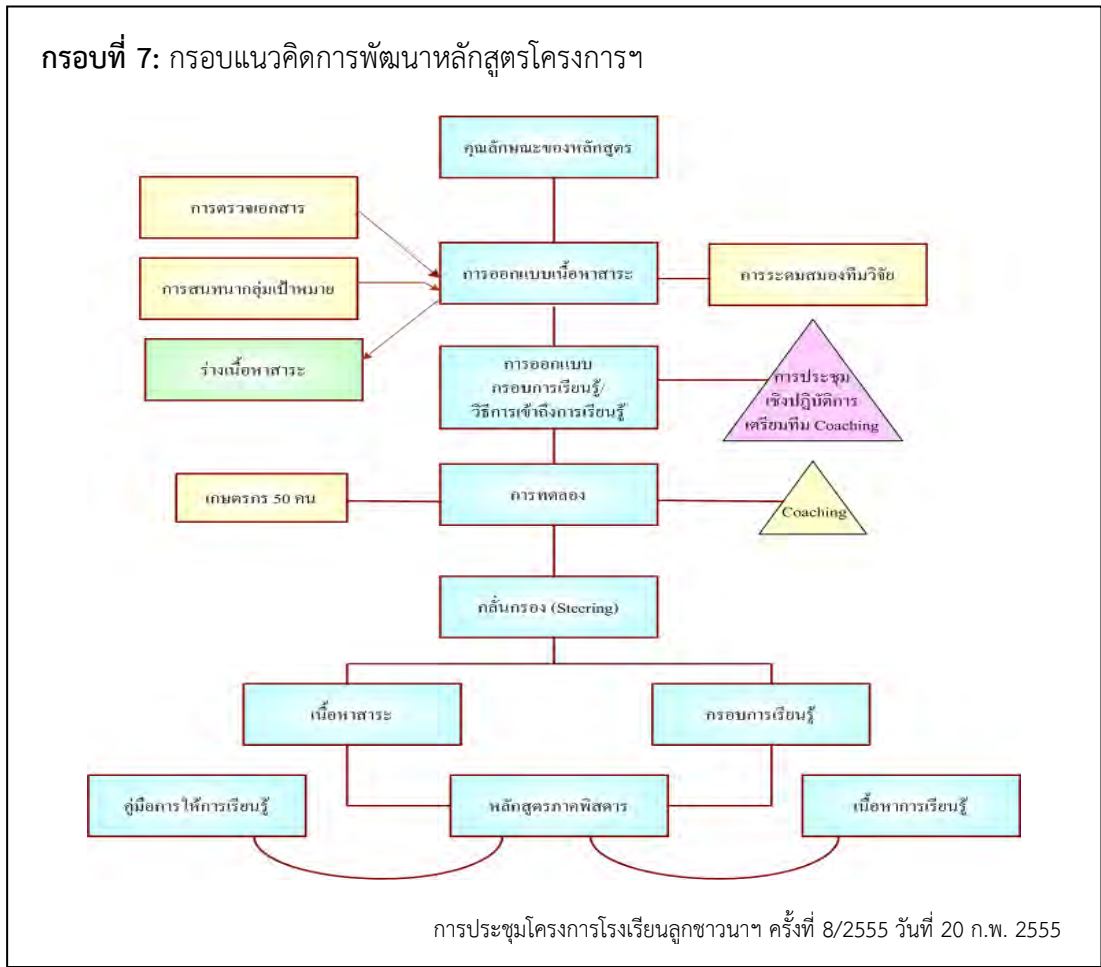 กรอบที่ 7: กรอบแนวคิดการพัฒนาหลักสูตรโครงการฯ
คุณลักษณะของหลักสูตร
การตรวจเอกสาร
การออกแบบเนื้อหาสาระ
การระดมสมองทีมวิจัย
การสนทนากลุ่มเป้าหมาย
ร่างเนื้อหาสาระ
การออกแบบ
กรอบการเรียนรู้/
วิธีการเข้าถึงการเรียนรู้
การประชุม
เชิงปฏิบัติการ
เตรียมทีม Coaching
เกษตรกร 50 คน
การทดลอง
Coaching
กลั่นกรอง (Steering)
เนื้อหาสาระ
กรอบการเรียนรู้
คู่มือการให้การเรียนรู้
หลักสูตรภาคพิสดาร
เนื้อหาการเรียนรู้
การประชุมโครงการโรงเรียนลูกชาวนาฯ ครั้งที่ 8/2555 วันที่ 20 ก.พ. 2555